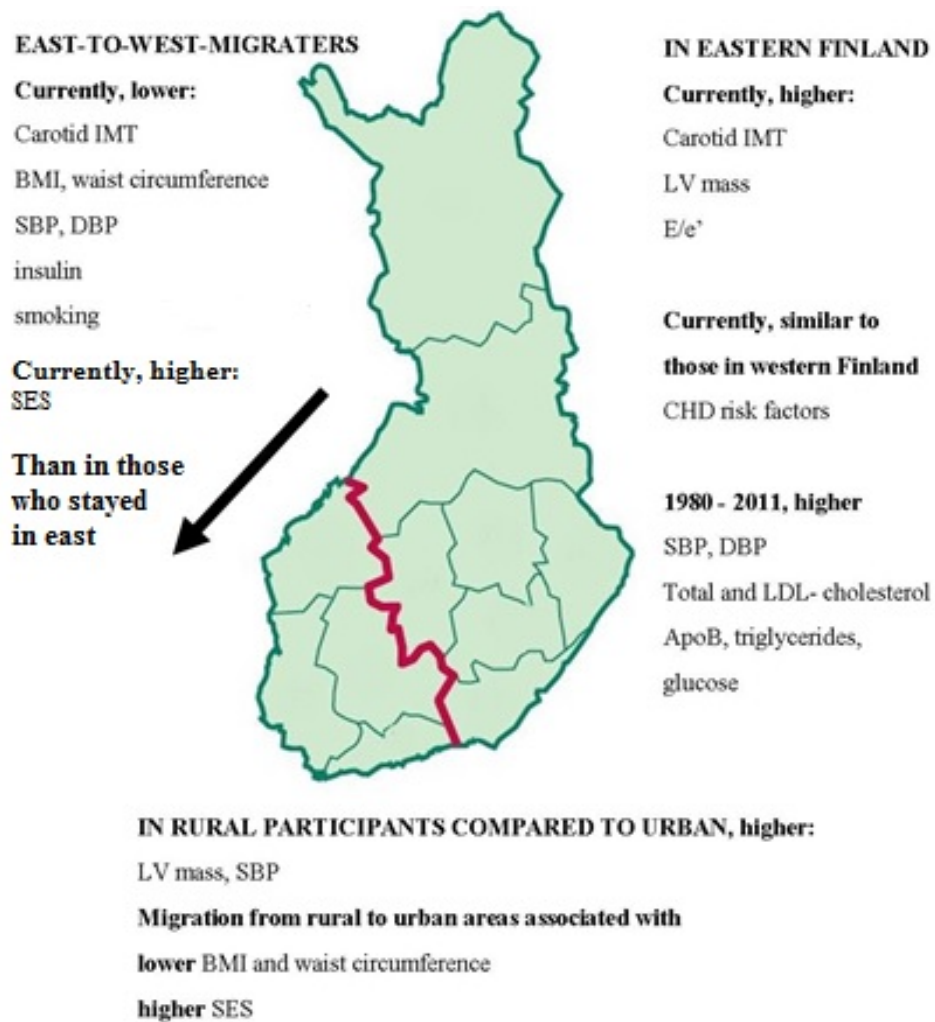 EAST-TO-WEST-MIGRATERS
Currently, lower:
Carotid IMT
BMI, waist circumference
SBP, DBP
insulin
smoking
Currently, higher:
SES
Than in those
who stayed
in east
IN EASTERN FINLAND
Currently, higher:
Carotid IMT
LV mass
E/e’
Currently, similar to
those in western Finland
CHD risk factors
1980 - 2011, higher
SBP, DBP
Total and LDL- cholesterol
ApoB, triglycerides,
glucose
IN RURAL PARTICIPANTS COMPARED TO URBAN, higher:
LV mass, SBP
Migration from rural to urban areas associated with
lower BMI and waist circumference
higher SES